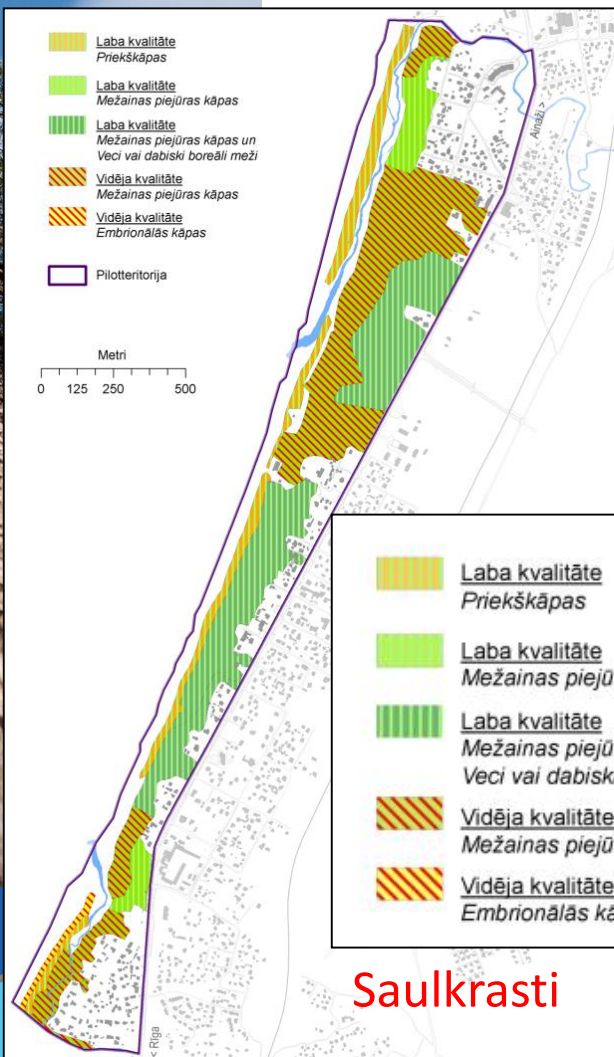 Laba kvalitāte
Priekškāpas
Laba kvalitāte
Mežainas piejūras kāpas
Laba kvalitāte
Mežainas piejūras kāpas un
Veci vai dabiski boreāli meži
Vidēja kvalitāte
Mežainas piejūras kāpas
Vidēja kvalitāte
Embrionālās kāpas
Pilotteritorija
Metri
0 125 250 500
Ainaži >
< Rīga
Laba kvalitāte
Priekškāpas
Laba kvalitāte
Mežainas piejū
Laba kvalitāte
Mežainas piejū
Veci vai dabiski
Vidēja kvalitāte
Mežainas piejū
Vidēja kvalitāte
Embrionālās kā
Saulkrasti